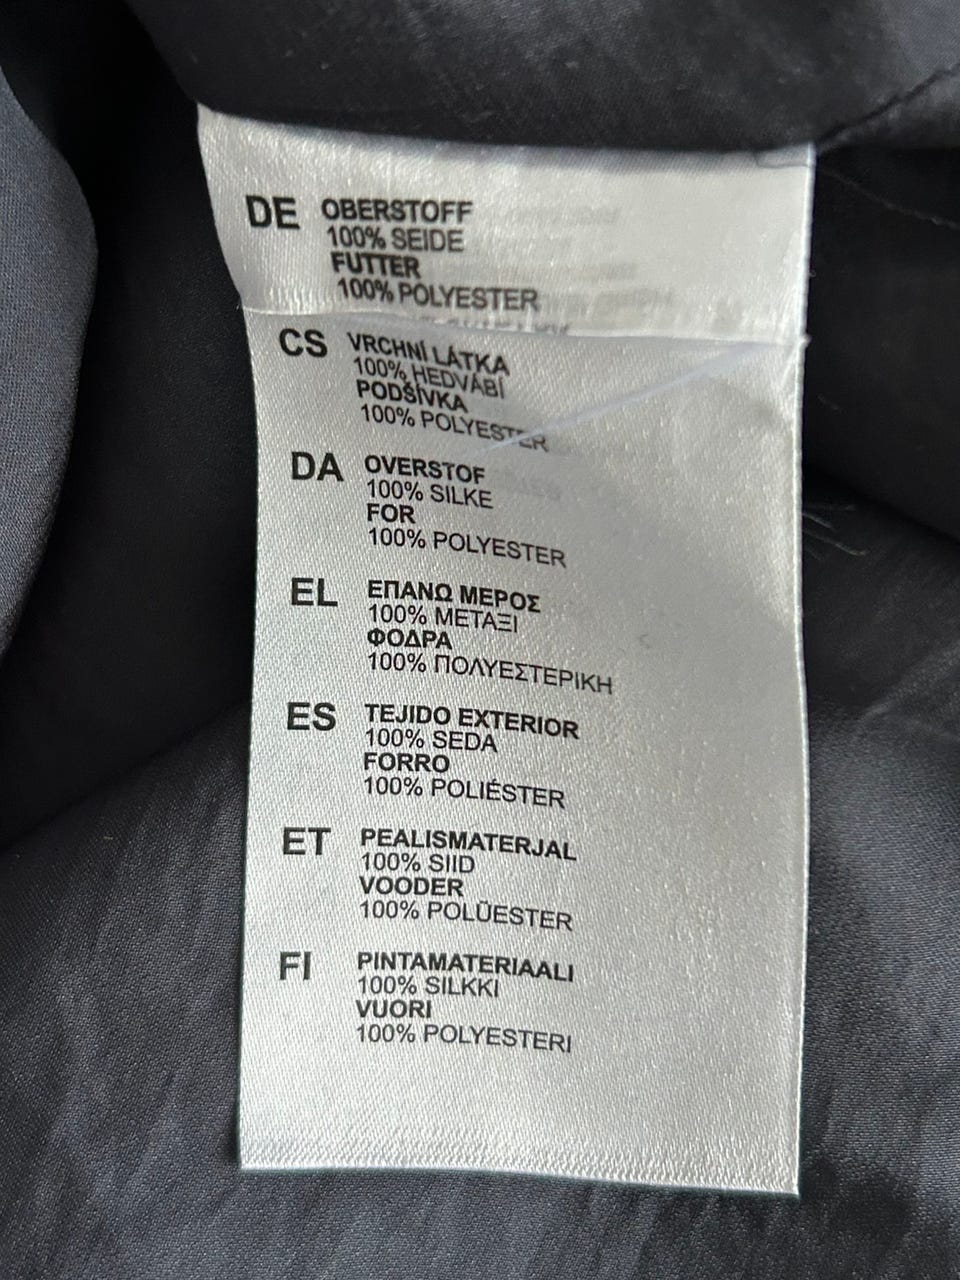 DE OBERSTOFF
100% SEIDE
FUTTER
100% POLYESTER
CS VRCHNÍ LÁTKA
100% HEDVÁBÍ
PODŠÍVKA
100% POLYESTER
DA OVERSTOF
100% SILKE
FOR
100% POLYESTER
EL ΕΠΑΝΩ ΜΕΡΟΣ
100% ΜΕΤΑΞΙ
ΦΟΔΡΑ
100% ΠΟΛΥΕΣΤΕΡΙΚΗ
ES TEJIDO EXTERIOR
100% SEDA
FORRO
100% POLIÉSTER
ET PEALISMATERJAL
100% SIID
VOODER
100% POLÜESTER
FI PINTAMATERIAALI
100% SILKKI
VUORI
100% POLYESTERI